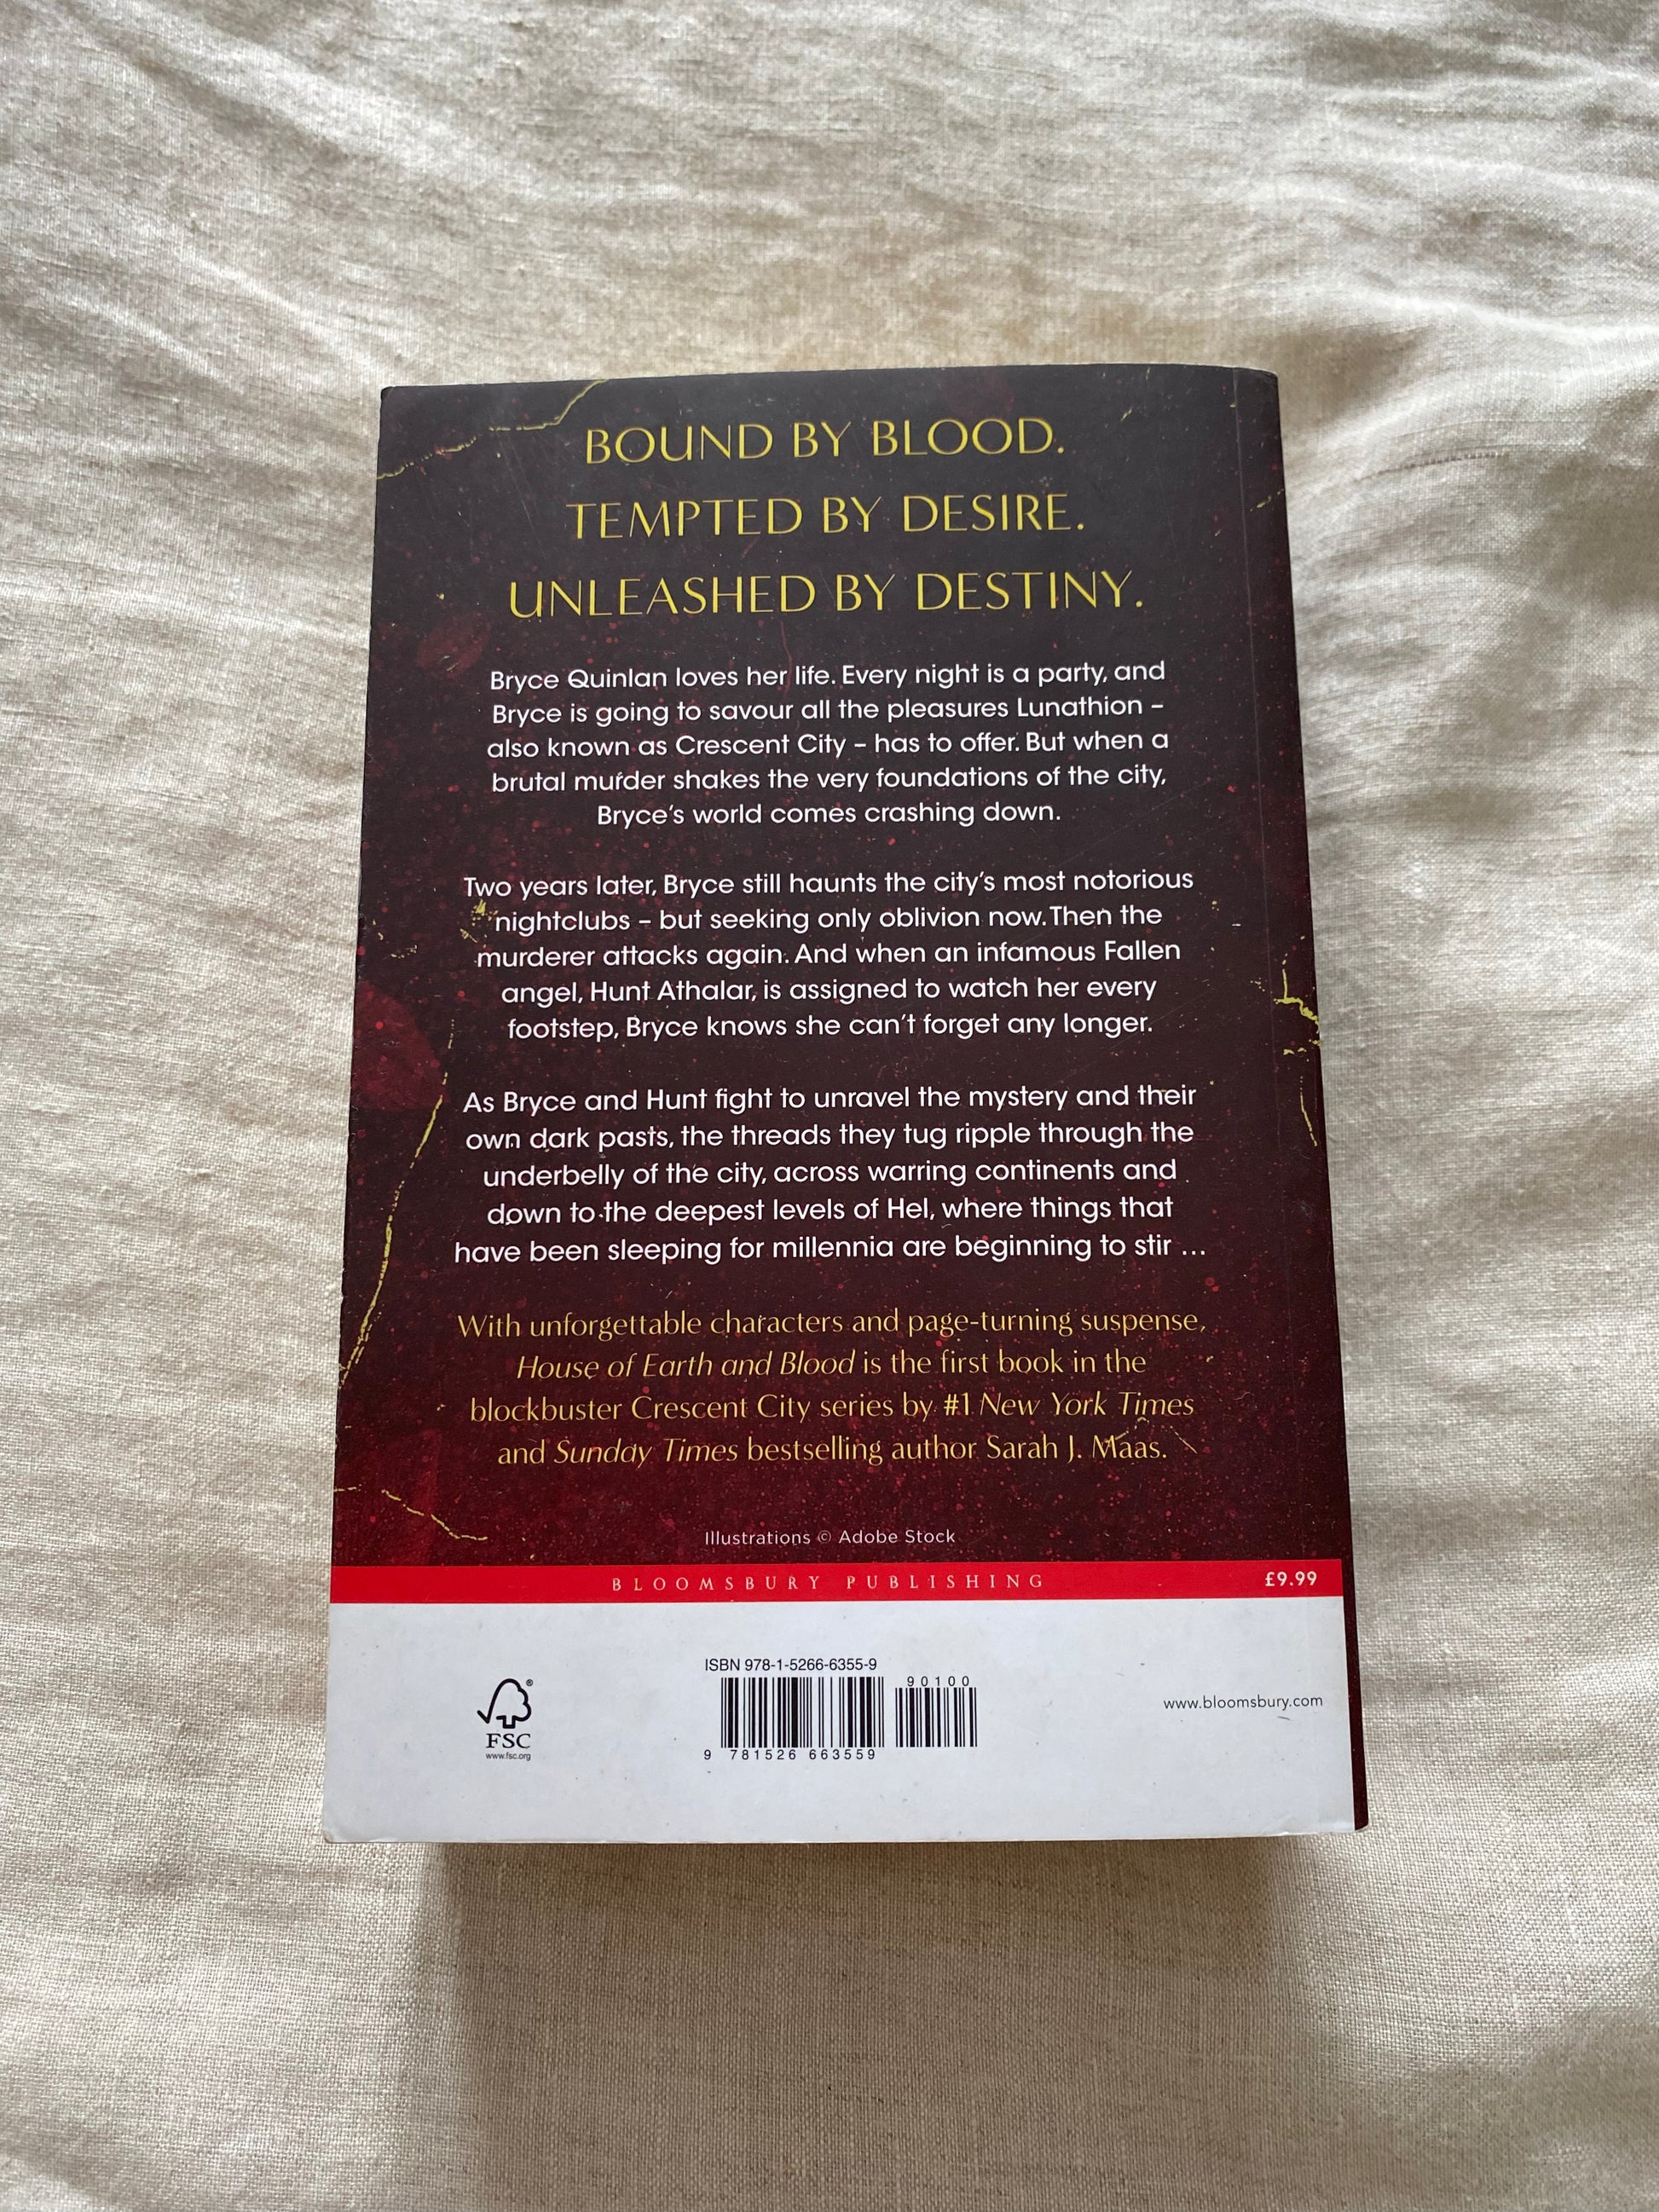 BOUND BY BLOOD.
TEMPTED BY DESIRE.
UNLEASHED BY DESTINY.
Bryce Quinlan loves her life. Every night is a party, and
Bryce is going to savour all the pleasures Lunathion –
also known as Crescent City – has to offer. But when a
brutal murder shakes the very foundations of the city,
Bryce's world comes crashing down.
Two years later, Bryce still haunts the city's most notorious
nightclubs – but seeking only oblivion now. Then the
murderer attacks again. And when an infamous Fallen
angel, Hunt Athalar, is assigned to watch her every
footstep, Bryce knows she can't forget any longer.
As Bryce and Hunt fight to unravel the mystery and their
own dark pasts, the threads they tug ripple through the
underbelly of the city, across warring continents and
down to the deepest levels of Hel, where things that
have been sleeping for millennia are beginning to stir ...
With unforgettable characters and page-turning suspense,
House of Earth and Blood is the first book in the
blockbuster Crescent City series by #1 New York Times
and Sunday Times bestselling author Sarah J. Maas.
Illustrations © Adobe Stock
BLOOMSBURY PUBLISHING £9.99
ISBN 978-1-5266-6355-9
90100
9 781526 663559
FSC®
www.fsc.org
www.bloomsbury.com